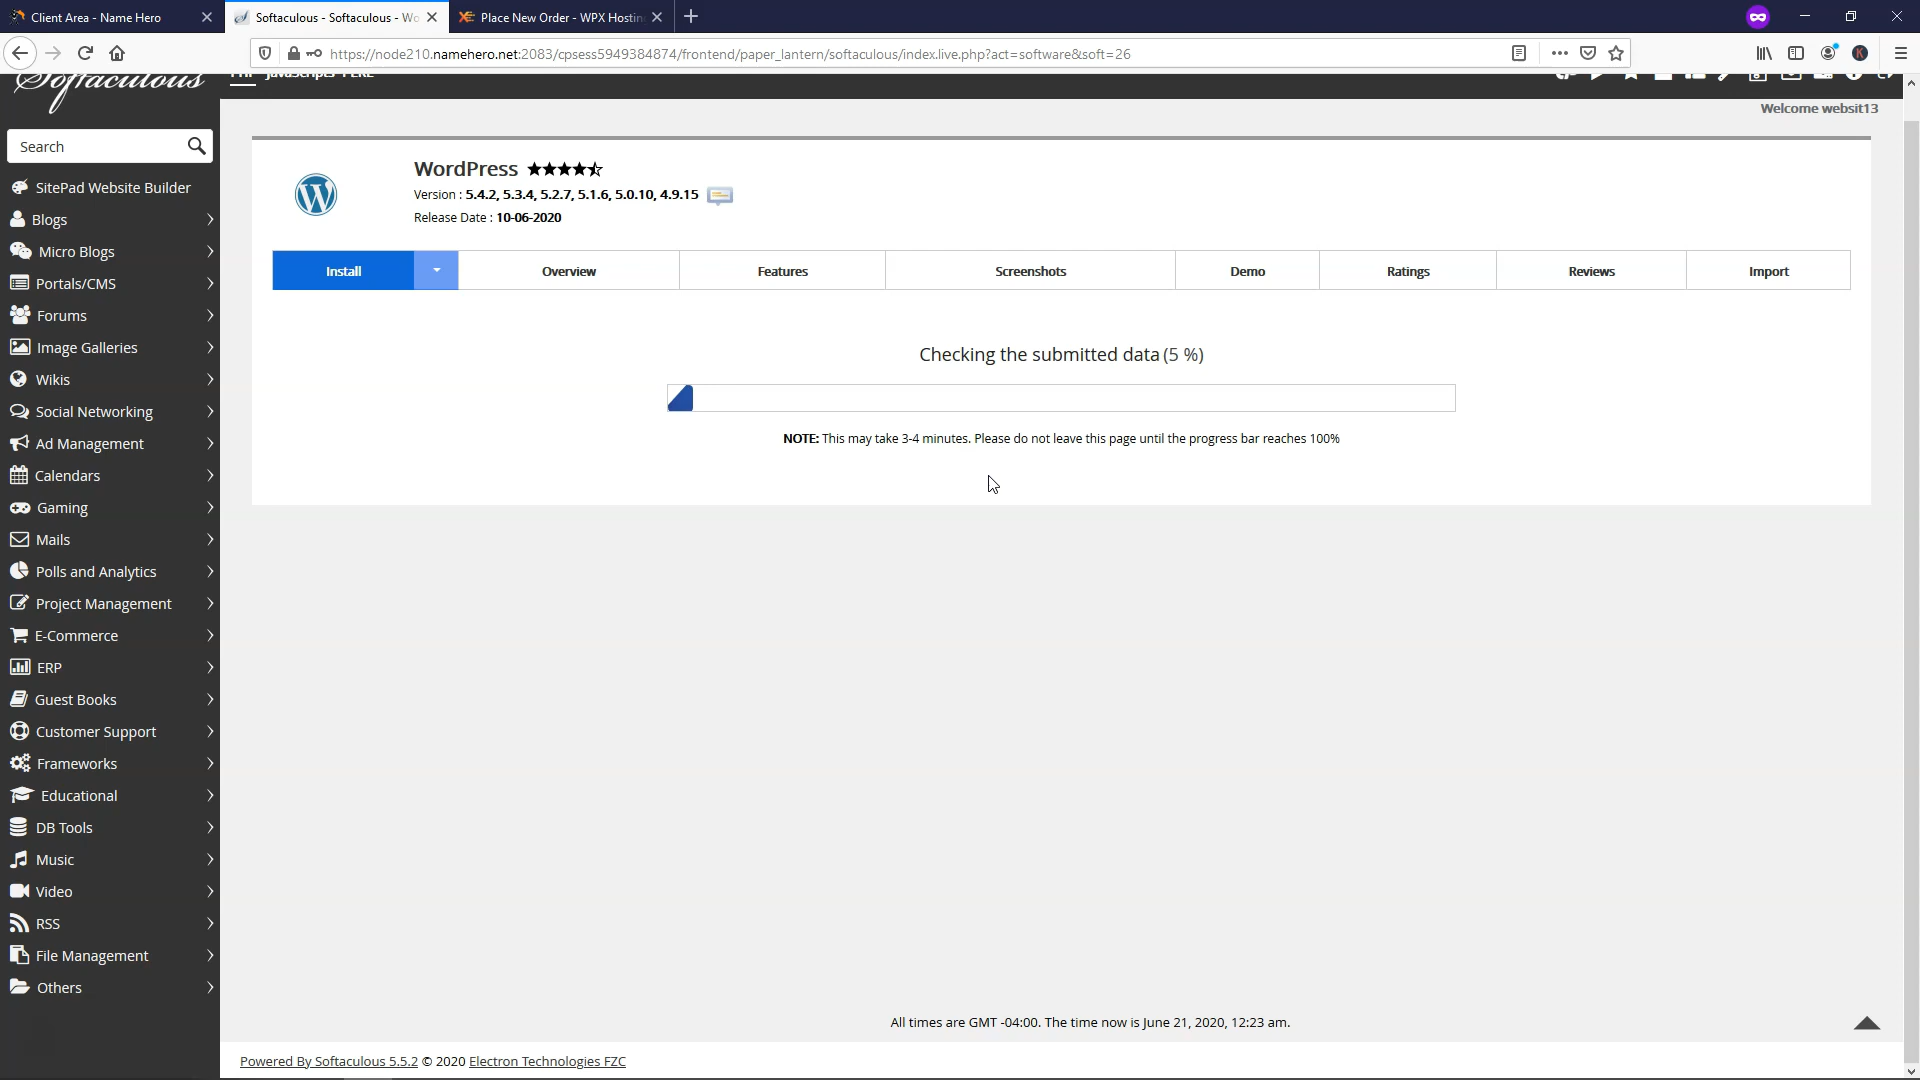 Client Area - Name Hero
Softaculous - Softaculous - Wo
Place New Order - WPX Hostin
https://node210.namehero.net:2083/cpsess5949384874/frontend/paper_lantern/softaculous/index.live.php?act=software&soft=26
Softaculous
PHP JavaScripts PERL
Welcome websit13
Search
SitePad Website Builder
Blogs
Micro Blogs
Portals/CMS
Forums
Image Galleries
Wikis
Social Networking
Ad Management
Calendars
Gaming
Mails
Polls and Analytics
Project Management
E-Commerce
ERP
Guest Books
Customer Support
Frameworks
Educational
DB Tools
Music
Video
RSS
File Management
Others
WordPress
Version : 5.4.2, 5.3.4, 5.2.7, 5.1.6, 5.0.10, 4.9.15
Release Date : 10-06-2020
Install Overview Features Screenshots Demo Ratings Reviews Import
Checking the submitted data (5 %)
NOTE: This may take 3-4 minutes. Please do not leave this page until the progress bar reaches 100%
All times are GMT -04:00. The time now is June 21, 2020, 12:23 am.
Powered By Softaculous 5.5.2 © 2020 Electron Technologies FZC